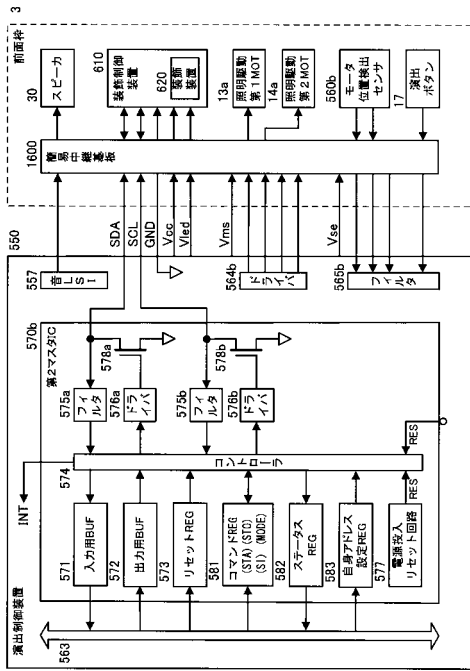 3
前面枠
30
スピーカ
610
装飾制御装置
620
装飾装置
13a
照明駆動第1MOT
14a
照明駆動第2MOT
560b
モータ位置検出センサ
17
演出ボタン
1600
簡易中継基板
550
SDA
SCL
GND
Vcc
Vled
Vms
Vse
557
音LSI
564b
ドライバ
565b
フィルタ
570b
第2マスタIC
578a
578b
575a
フィルタ
576a
ドライバ
575b
フィルタ
576b
ドライバ
574
コントローラ
INT
RES
RES
571
入力用BUF
572
出力用BUF
573
リセットREG
581
コマンドREG
(STA)(STO)
(SI)(MODE)
582
ステータスREG
583
自身アドレス設定REG
577
電源投入リセット回路
演出制御装置
563